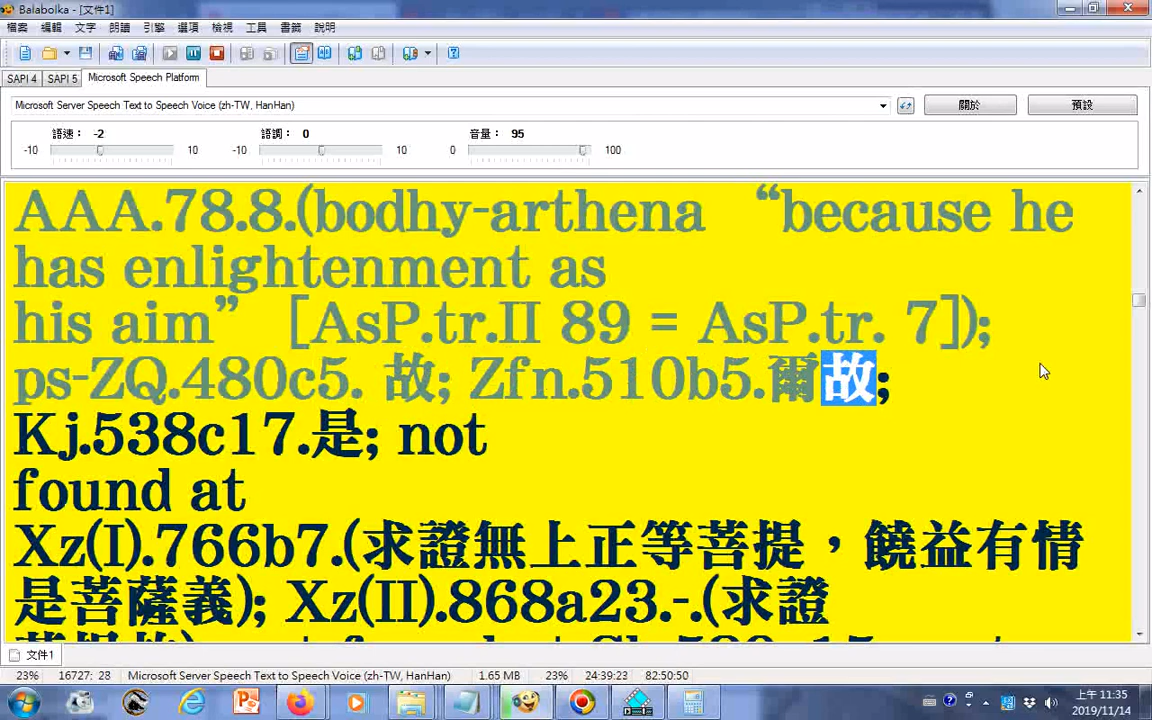 Balabolka - [文件1]
檔案 編輯 文字 朗讀 引擎 選項 檢視 工具 書籤 說明
SAPI 4 SAPI 5 Microsoft Speech Platform
Microsoft Server Speech Text to Speech Voice (zh-TW, HanHan) 關於 預設
語速： -2 語調： 0 音量： 95
-10 10 -10 10 0 100
AAA.78.8.(bodhy-arthena “because he
has enlightenment as
his aim” [AsP.tr.II 89 = AsP.tr. 7]);
ps-ZQ.480c5. 故; Zfn.510b5.爾故;
Kj.538c17.是; not
found at
Xz(I).766b7.(求證無上正等菩提，饒益有情
是菩薩義); Xz(II).868a23.-.(求證
文件1
23% 16727: 28 Microsoft Server Speech Text to Speech Voice (zh-TW, HanHan) 1.65 MB 23% 24:39:23 82:50:50
上午 11:35
2019/11/14